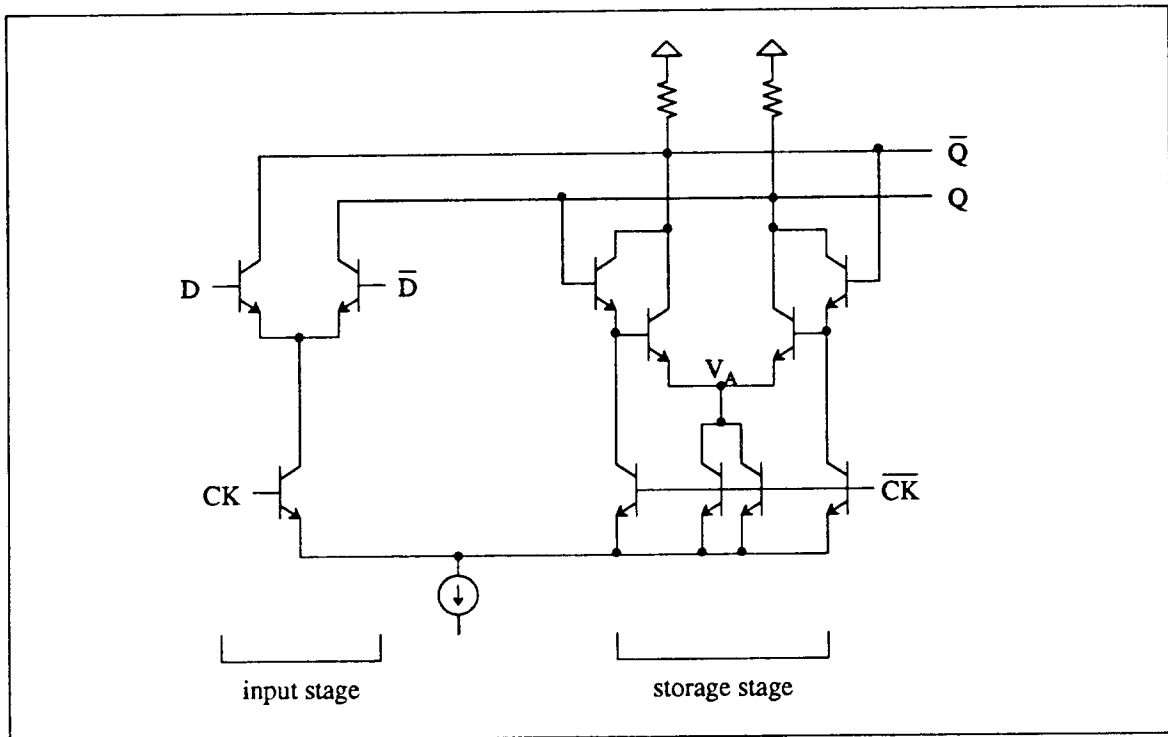 Q̅
Q
D
D̅
V_A
CK
C̅K̅
input stage
storage stage